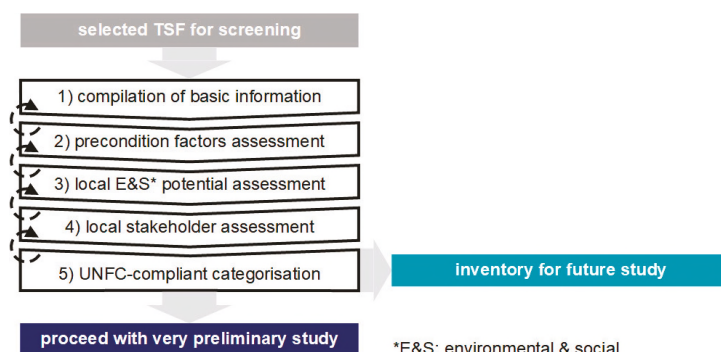 selected TSF for screening
1) compilation of basic information
2) precondition factors assessment
3) local E&S* potential assessment
4) local stakeholder assessment
5) UNFC-compliant categorisation
inventory for future study
proceed with very preliminary study
*E&S: environmental & social